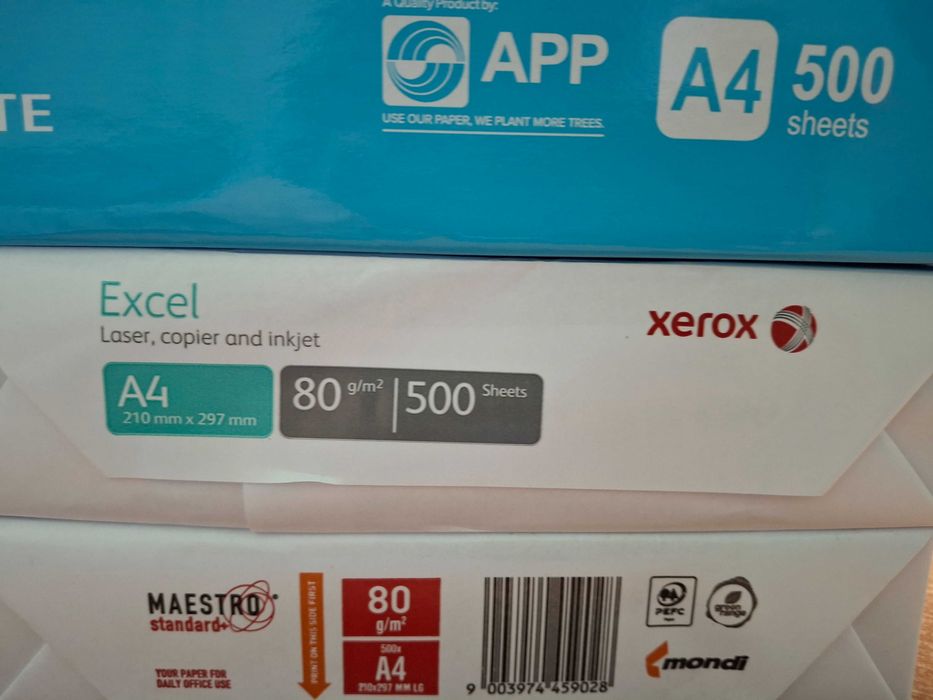 A Quality Product by:
APP
USE OUR PAPER, WE PLANT MORE TREES.
A4
500
sheets
TE
Excel
Laser, copier and inkjet
xerox
A4
210 mm x 297 mm
80 g/m² 500 Sheets
MAESTRO
standard+
YOUR PAPER FOR
DAILY OFFICE USE
PRINT ON THIS SIDE FIRST
80
g/m²
500x
A4
210x297 MM LG
9 003974 459028
PEFC
green
range
mondi